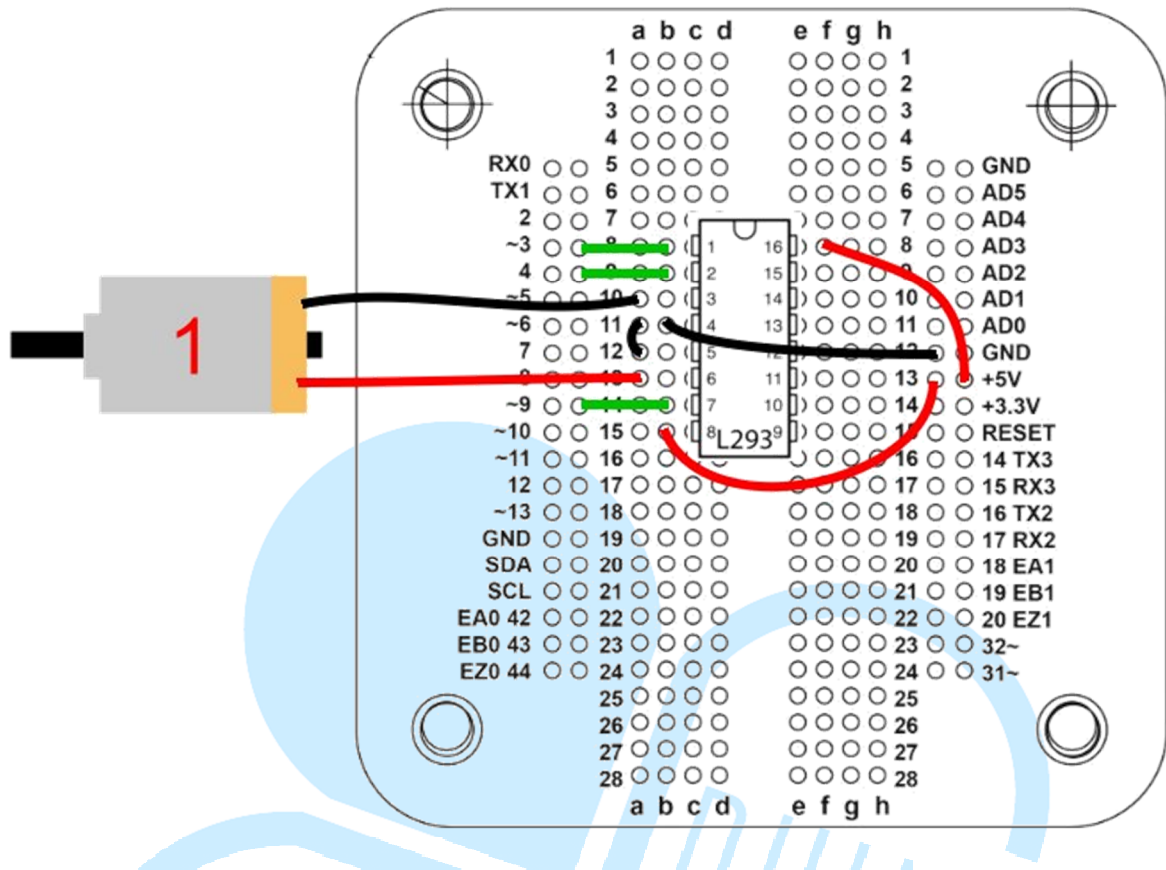 a b c d e f g h
1 1
2 2
3 3
4 4
RX0 5 5 GND
TX1 6 6 AD5
2 7 7 AD4
~3 8 1 16 8 AD3
4 9 2 15 9 AD2
~5 10 3 14 10 AD1
~6 11 4 13 11 AD0
7 12 5 12 12 GND
8 13 6 11 13 +5V
~9 14 7 10 14 +3.3V
~10 15 8 L293 9 15 RESET
~11 16 16 14 TX3
12 17 17 15 RX3
~13 18 18 16 TX2
GND 19 19 17 RX2
SDA 20 20 18 EA1
SCL 21 21 19 EB1
EA0 42 22 22 20 EZ1
EB0 43 23 23 32~
EZ0 44 24 24 31~
25 25
26 26
27 27
28 28
a b c d e f g h
1